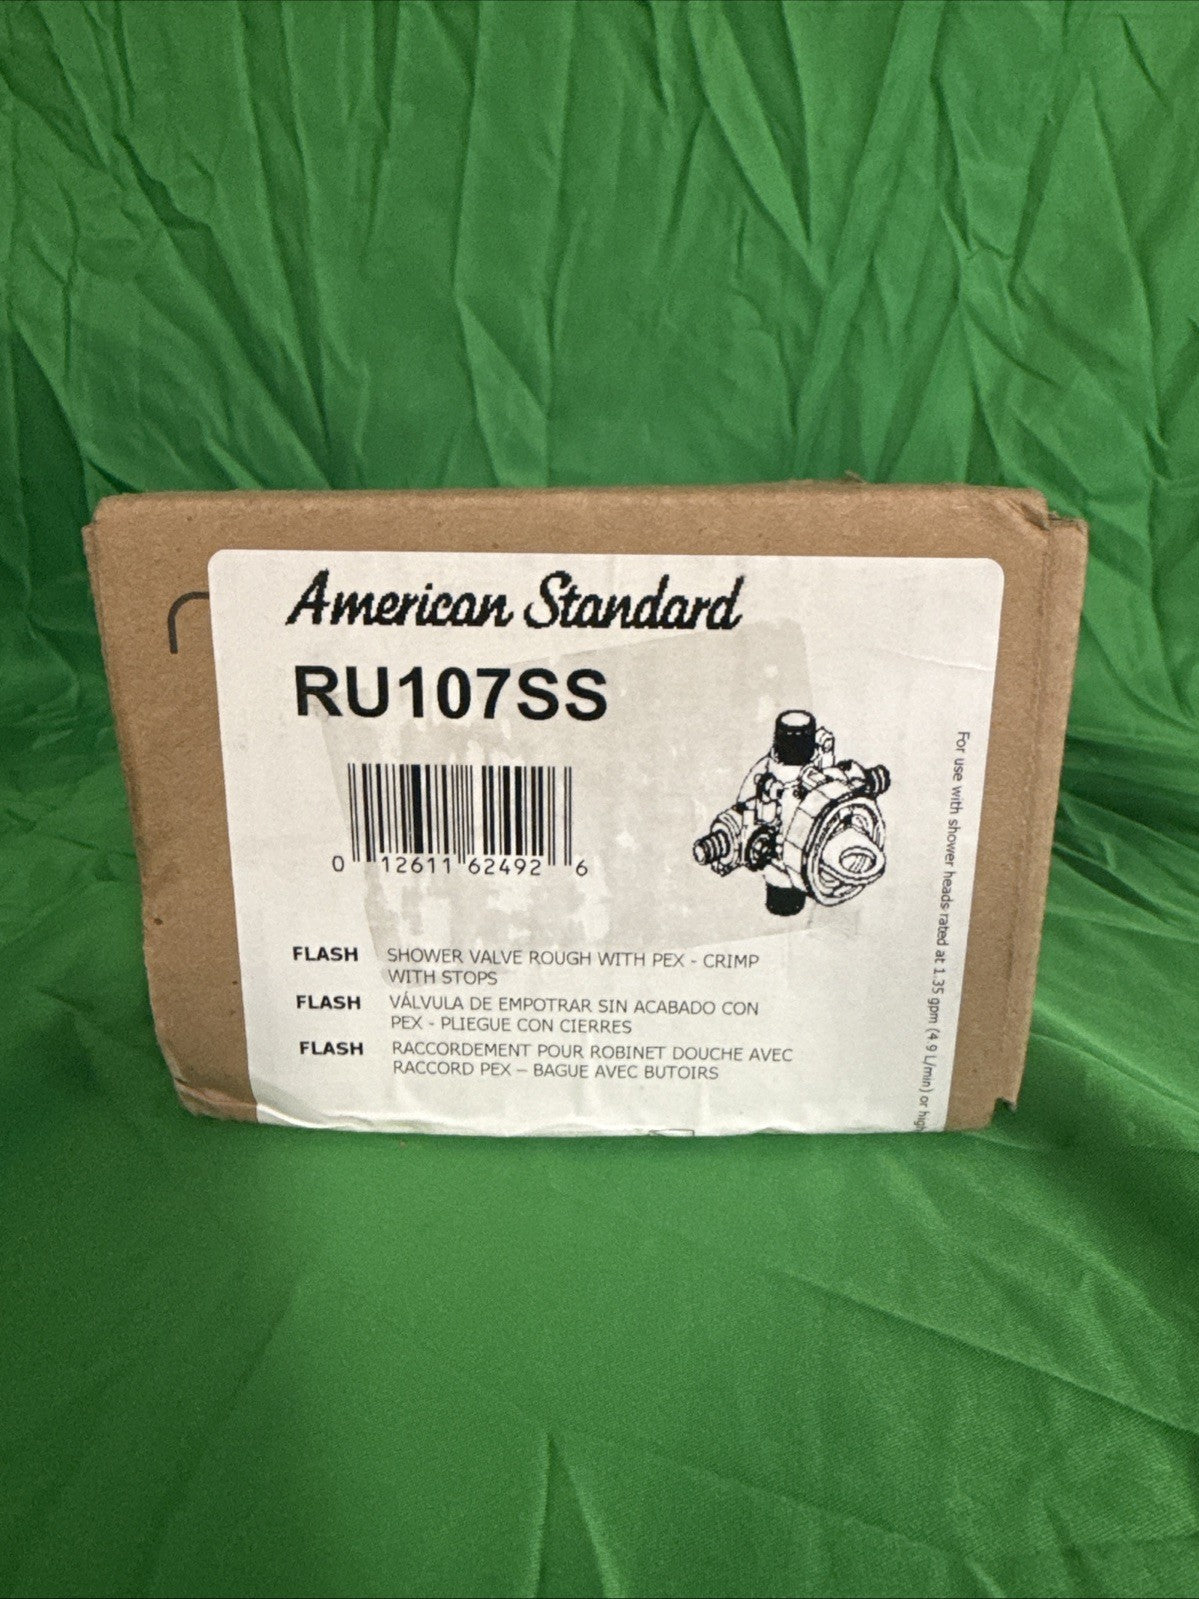 American Standard
RU107SS
0 12611 62492 6
FLASH SHOWER VALVE ROUGH WITH PEX - CRIMP
WITH STOPS
FLASH VÁLVULA DE EMPOTRAR SIN ACABADO CON
PEX - PLIEGUE CON CIERRES
FLASH RACCORDEMENT POUR ROBINET DOUCHE AVEC
RACCORD PEX – BAGUE AVEC BUTOIRS
For use with shower heads rated at 1.35 gpm (4.9 L/min) or high